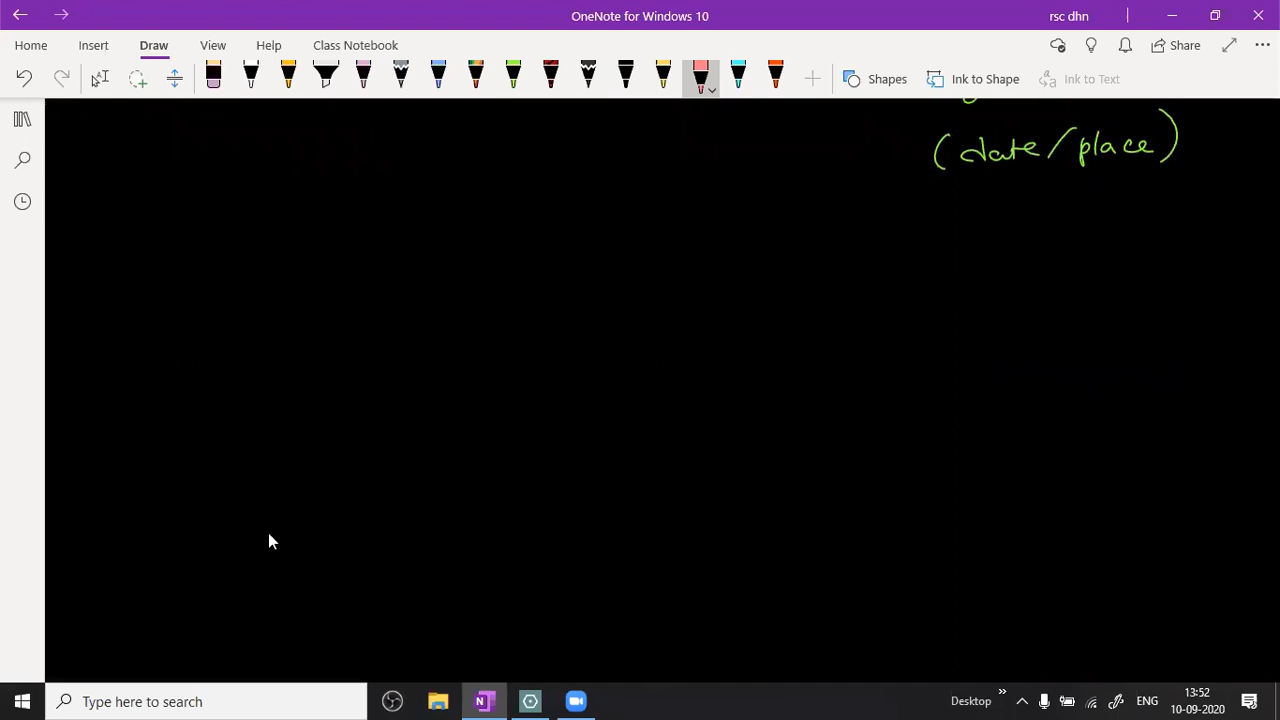 OneNote for Windows 10
rsc dhn
Home Insert Draw View Help Class Notebook
Share
Shapes
Ink to Shape
Ink to Text
(date/place)
Type here to search
Desktop
ENG
13:52
10-09-2020